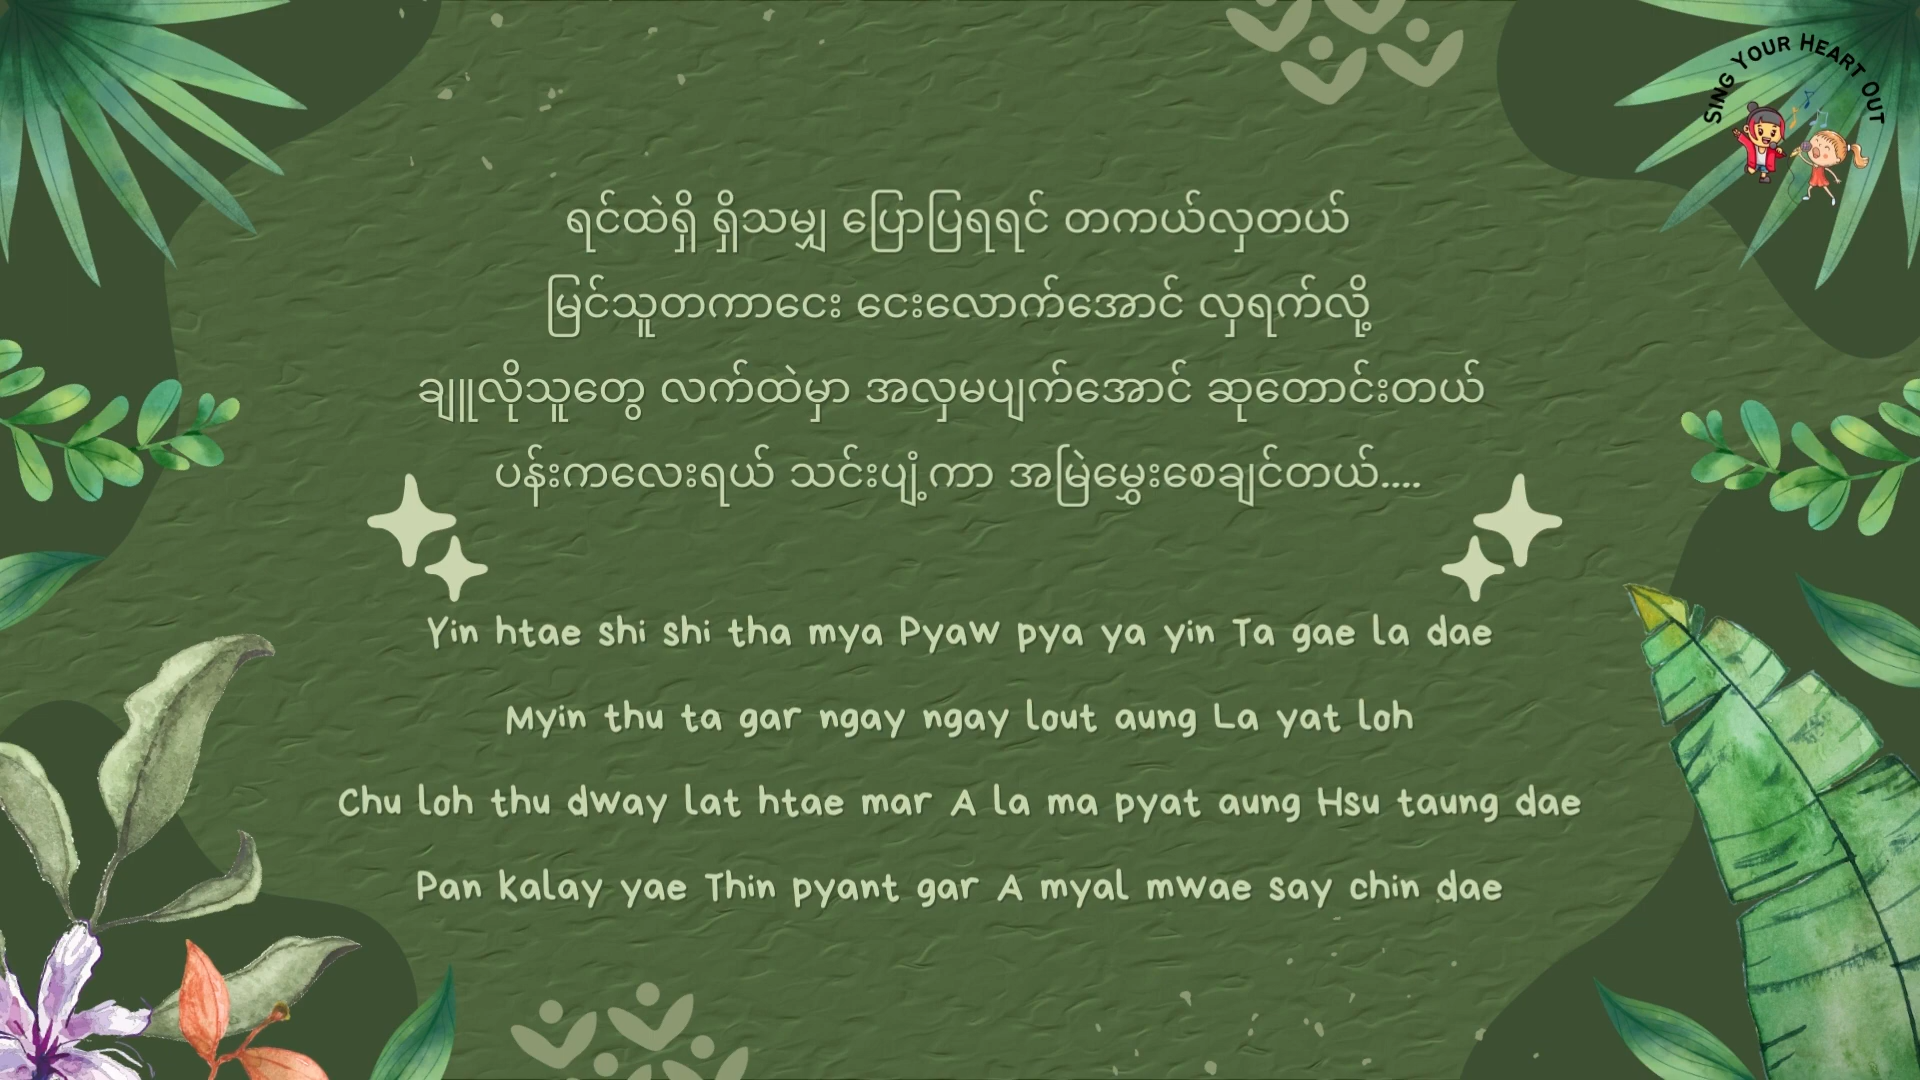 Sing Your Heart Out
ရင်ထဲရှိ ရှိသမျှ ပြောပြရရင် တကယ်လှတယ်
မြင်သူတကာငေး ငေးလောက်အောင် လှရက်လို့
ချူလိုသူတွေ လက်ထဲမှာ အလှမပျက်အောင် ဆုတောင်းတယ်
ပန်းကလေးရယ် သင်းပျံ့ကာ အမြဲမွှေးစေချင်တယ်....
Yin htae shi shi tha mya Pyaw pya ya yin Ta gae la dae
Myin thu ta gar ngay ngay lout aung La yat loh
Chu loh thu dway lat htae mar A la ma pyat aung Hsu taung dae
Pan kalay yae Thin pyant gar A myal mwae say chin dae